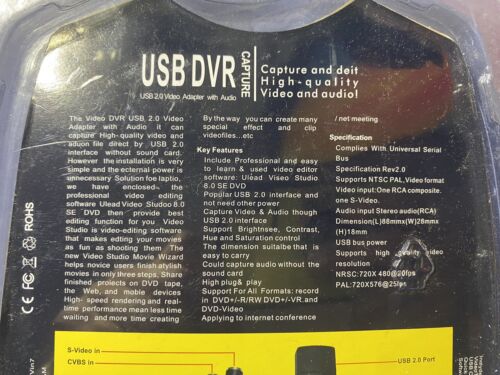 USB DVR
CAPTURE
USB 2.0 Video Adapter with Audio
Capture and deit
High-quality
Video and audio!
The Video DVR USB 2.0 Video
Adapter with Audio it can
capture High-quality video and
aduion file direct by USB 2.0
interface without sound card.
However the installation is very
simple and the external power is
unnecessary Solution foe laptio,
we have enclosed the
professional video editing
software Ulead Video Studio 8.0
SE DVD then provide best
editing function for you. Video
Studio is video-editing software
that makes editing your movies
as fun as shooting them. The
new Video Studio Movie Wizard
helps novice users finish atylish
movies in only three steps. Share
finished projects on DVD tape,
the Web, and mobile devices
High- speed rendering and real-
time performance mean less time
waiting and more time creating
By the way you can create many
special effect and clip
videofiles...etc
Key Features
Include Professional and easy
to learn & used video editor
software: Ulead Viseo Studio
8.0 SE DVD
Popular USB 2.0 interface and
not need other power
Capture Video & Audio though
USB 2.0 interface
Support Brightnes, Contrast,
Hue and Saturation control
The dimension suitalbe that is
easy to carry
Could capture audio without the
sound card
High plug & play
Support For All Formats: record
in DVD+/-R/RW DVD+/-VR.and
DVD-Video
Applying to internet conference
/ net meeting
Specification
Complies With Universal Serial
Bus
Specification Rev2.0
Supports NTSC PAL,Video format
Video input:One RCA composite.
one S-Video.
Audio input Stereo audio(RCA)
Dimension(L)88mmx(W)28mmx
(H)18mm
USB bus power
Supports high quality video
resolution
NRSC:720X 480@20fps
PAL:720X576@25fps
CE FC ROHS
S-Video in
CVBS in
USB 2.0 Port